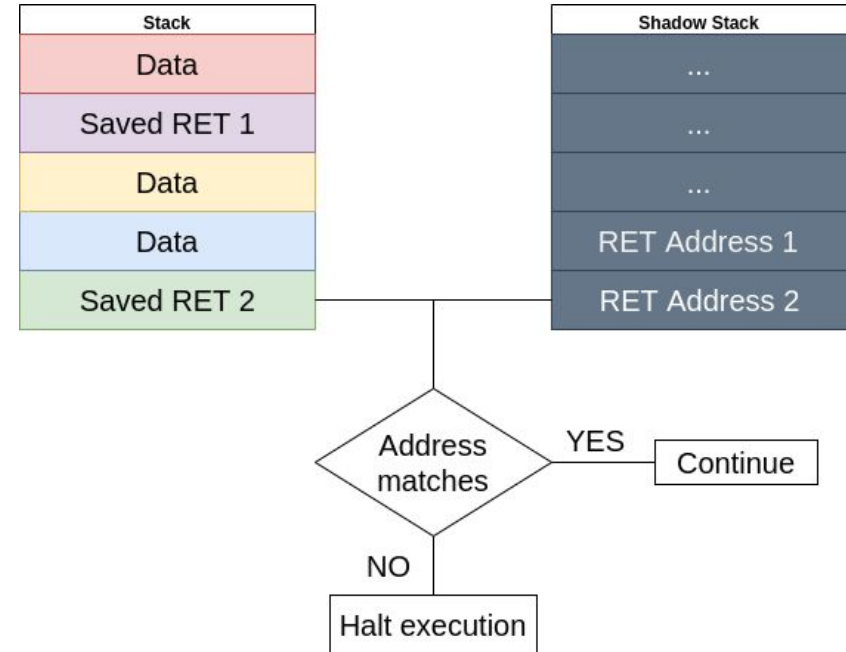 Stack
Data
Saved RET 1
Data
Data
Saved RET 2
Shadow Stack
...
...
...
RET Address 1
RET Address 2
Address
matches
YES
Continue
NO
Halt execution